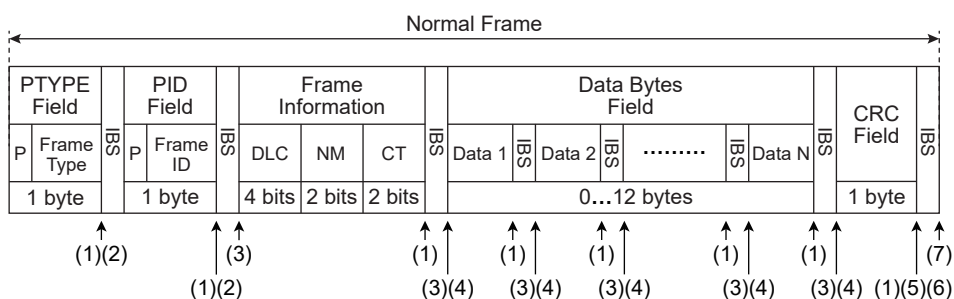 Normal Frame
PTYPE Field
IBS
PID Field
IBS
Frame Information
IBS
Data Bytes Field
IBS
CRC Field
IBS
P
Frame Type
P
Frame ID
DLC
NM
CT
Data 1
IBS
Data 2
IBS
.........
IBS
Data N
1 byte
1 byte
4 bits
2 bits
2 bits
0...12 bytes
1 byte
(1)(2)
(3)
(1)
(1)
(1)
(1)
(1)
(7)
(1)(2)
(3)(4)
(3)(4)
(3)(4)
(3)(4)
(3)(4)
(1)(5)(6)